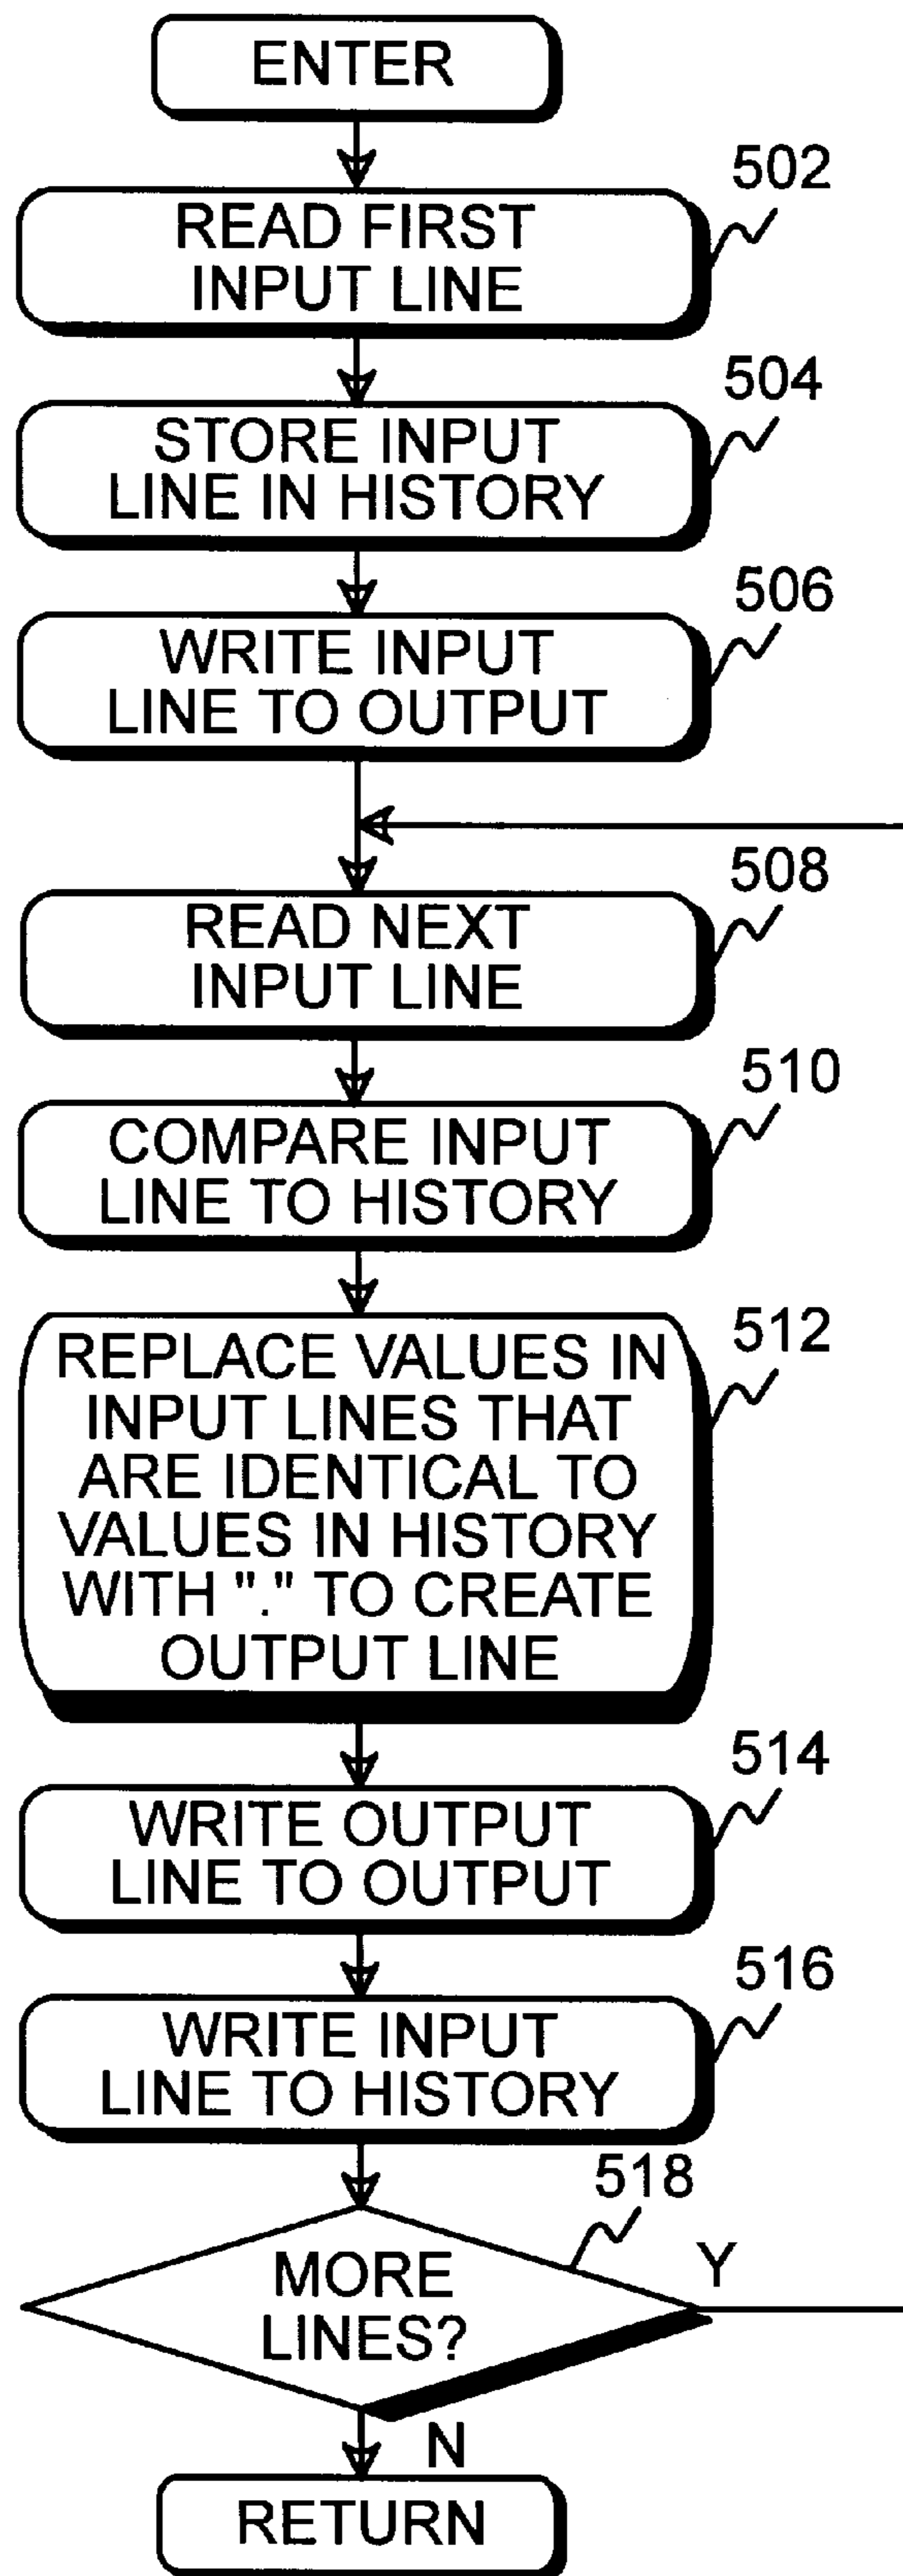 ENTER
502
READ FIRST
INPUT LINE
504
STORE INPUT
LINE IN HISTORY
506
WRITE INPUT
LINE TO OUTPUT
508
READ NEXT
INPUT LINE
510
COMPARE INPUT
LINE TO HISTORY
512
REPLACE VALUES IN
INPUT LINES THAT
ARE IDENTICAL TO
VALUES IN HISTORY
WITH "." TO CREATE
OUTPUT LINE
514
WRITE OUTPUT
LINE TO OUTPUT
516
WRITE INPUT
LINE TO HISTORY
518
MORE
LINES?
Y
N
RETURN